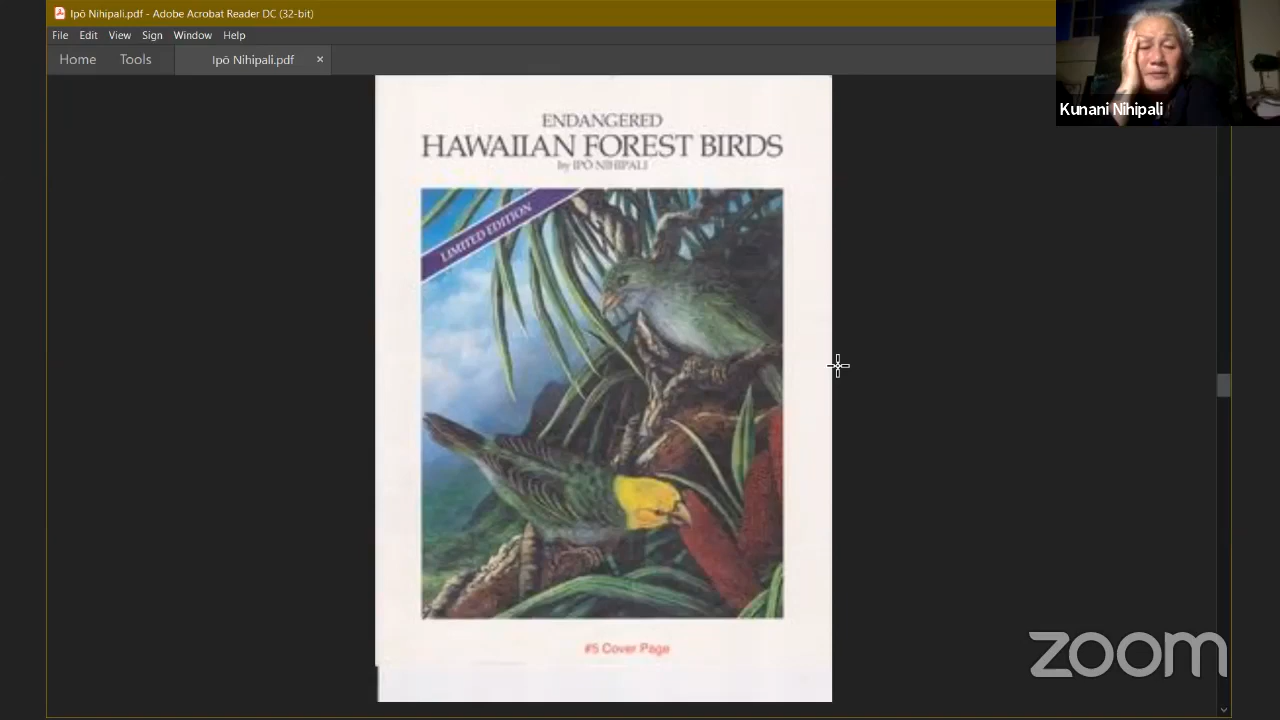 Ipō Nihipali.pdf - Adobe Acrobat Reader DC (32-bit)
File Edit View Sign Window Help
Home Tools Ipō Nihipali.pdf ×
Kunani Nihipali
ENDANGERED
HAWAIIAN FOREST BIRDS
by IPŌ NIHIPALI
LIMITED EDITION
#5 Cover Page
zoom